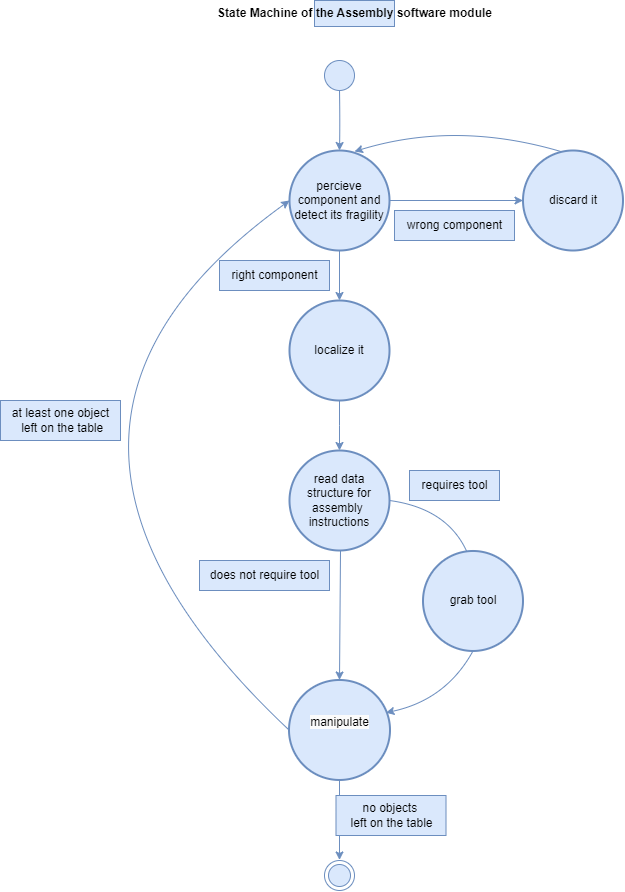 State Machine of the Assembly software module
percieve
component and
detect its fragility
discard it
wrong component
right component
localize it
at least one object
left on the table
read data
structure for
assembly
instructions
requires tool
does not require tool
grab tool
manipulate
no objects
left on the table